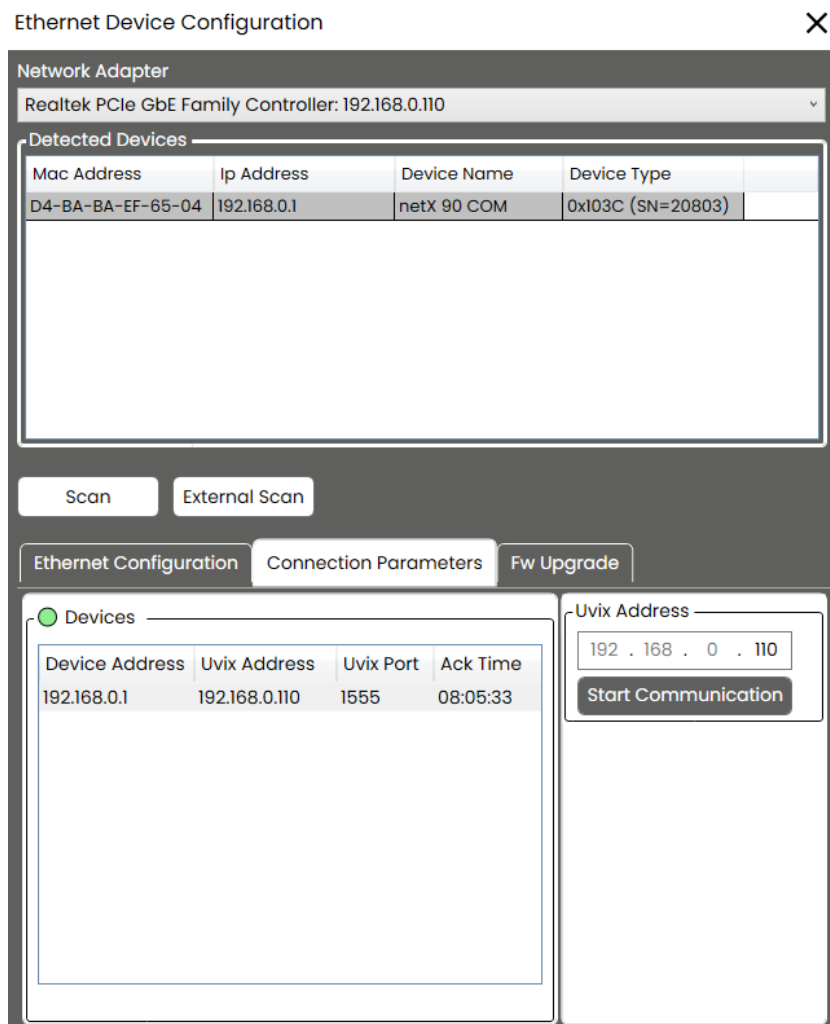 Ethernet Device Configuration
Network Adapter
Realtek PCIe GbE Family Controller: 192.168.0.110
Detected Devices
Mac Address Ip Address Device Name Device Type
D4-BA-BA-EF-65-04 192.168.0.1 netX 90 COM 0x103C (SN=20803)
Scan External Scan
Ethernet Configuration Connection Parameters Fw Upgrade
Devices
Device Address Uvix Address Uvix Port Ack Time
192.168.0.1 192.168.0.110 1555 08:05:33
Uvix Address
192 . 168 . 0 . 110
Start Communication